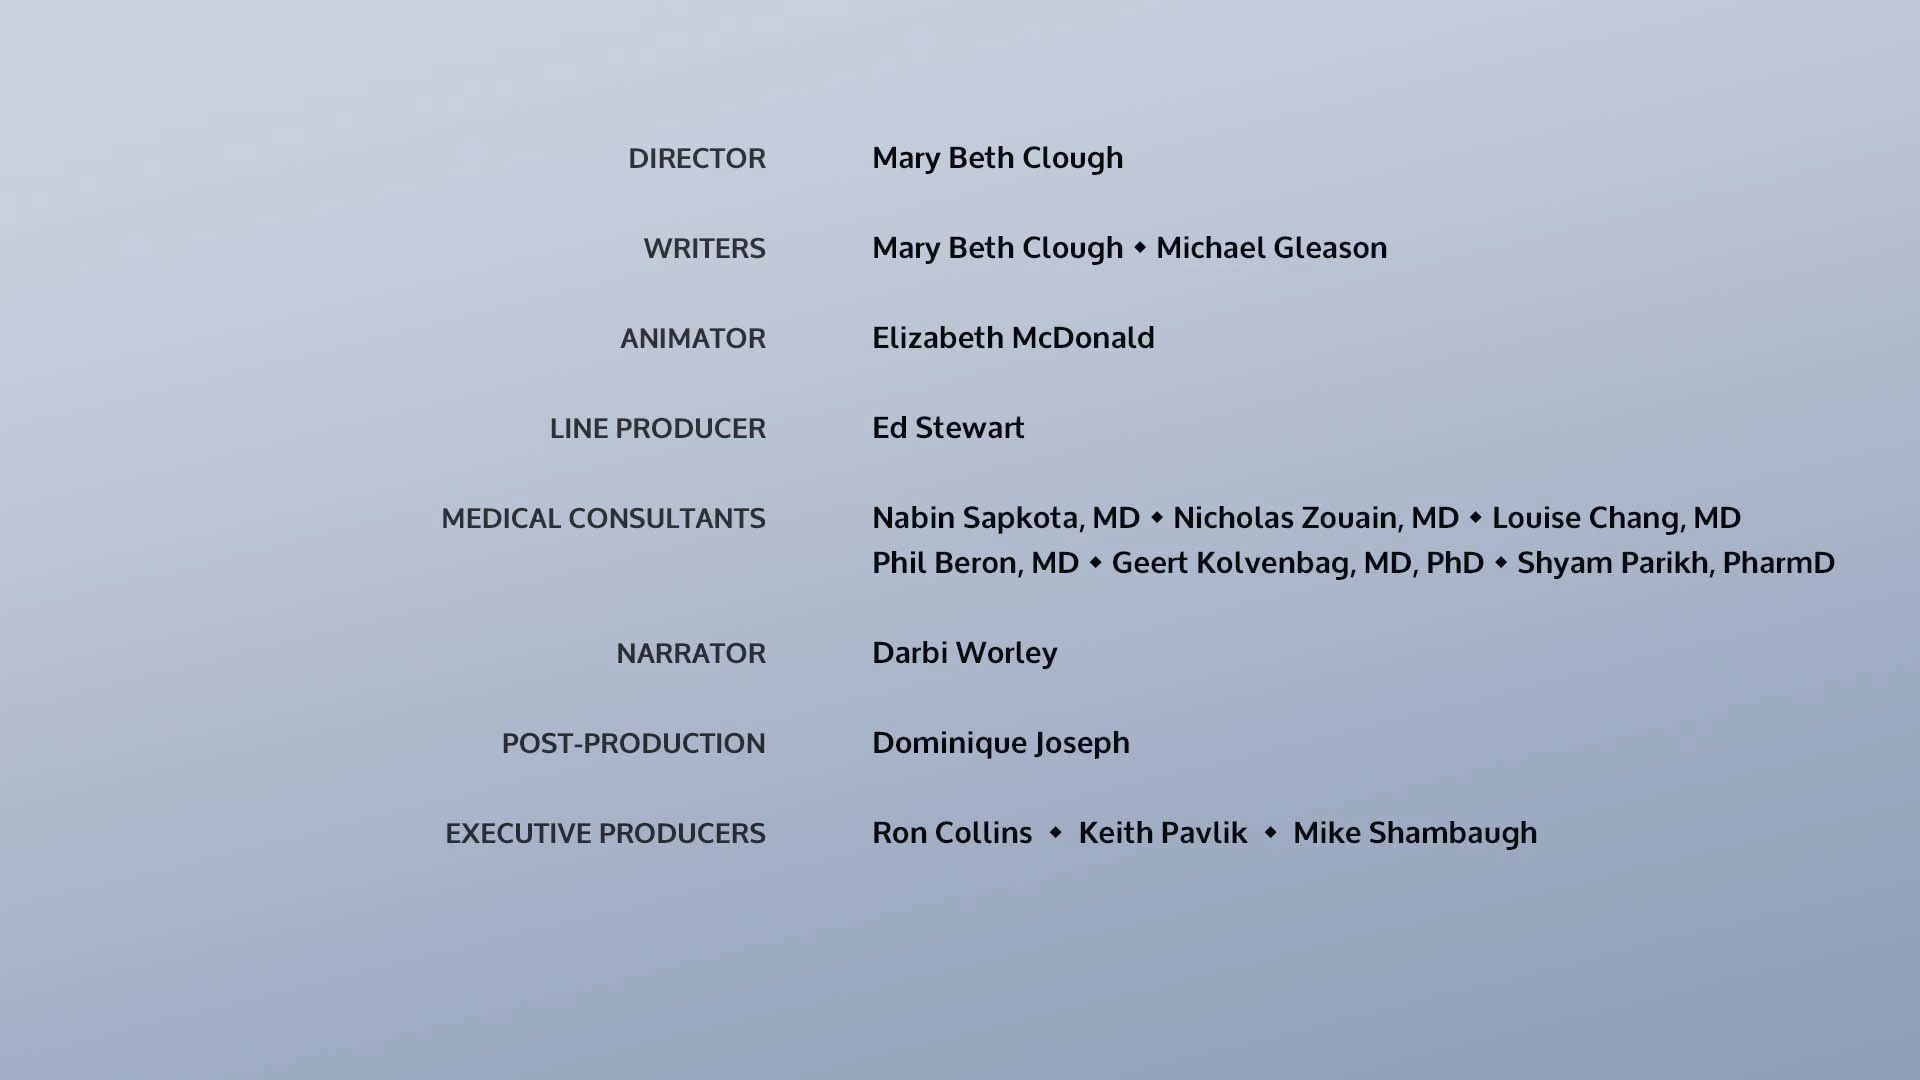 DIRECTOR Mary Beth Clough
WRITERS Mary Beth Clough ◆ Michael Gleason
ANIMATOR Elizabeth McDonald
LINE PRODUCER Ed Stewart
MEDICAL CONSULTANTS Nabin Sapkota, MD ◆ Nicholas Zouain, MD ◆ Louise Chang, MD
Phil Beron, MD ◆ Geert Kolvenbag, MD, PhD ◆ Shyam Parikh, PharmD
NARRATOR Darbi Worley
POST-PRODUCTION Dominique Joseph
EXECUTIVE PRODUCERS Ron Collins ◆ Keith Pavlik ◆ Mike Shambaugh